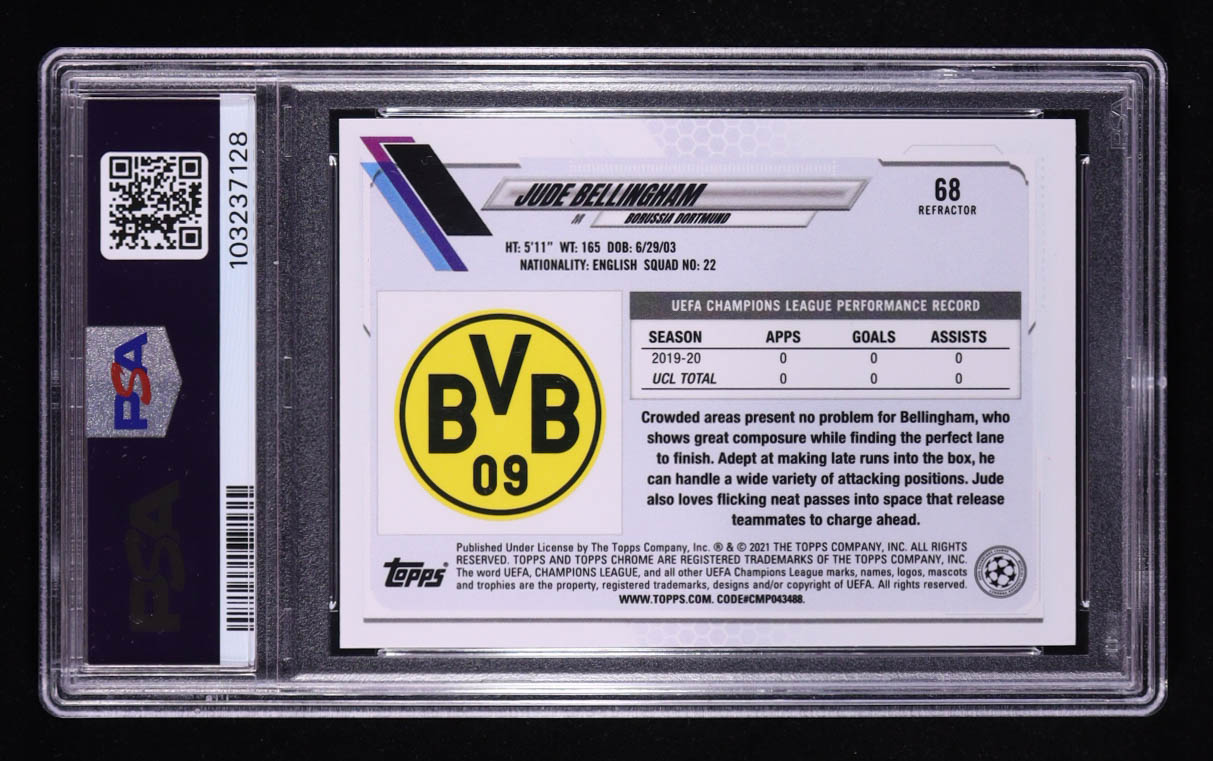 103237128
PSA
PSA
JUDE BELLINGHAM
M BORUSSIA DORTMUND
68
REFRACTOR
HT: 5'11" WT: 165 DOB: 6/29/03
NATIONALITY: ENGLISH SQUAD NO: 22
BVB
09
UEFA CHAMPIONS LEAGUE PERFORMANCE RECORD
SEASON APPS GOALS ASSISTS
2019-20 0 0 0
UCL TOTAL 0 0 0
Crowded areas present no problem for Bellingham, who
shows great composure while finding the perfect lane
to finish. Adept at making late runs into the box, he
can handle a wide variety of attacking positions. Jude
also loves flicking neat passes into space that release
teammates to charge ahead.
Topps®
Published Under License by The Topps Company, Inc. ® & © 2021 THE TOPPS COMPANY, INC. ALL RIGHTS
RESERVED. TOPPS AND TOPPS CHROME ARE REGISTERED TRADEMARKS OF THE TOPPS COMPANY, INC.
The word UEFA, CHAMPIONS LEAGUE, and all other UEFA Champions League marks, names, logos, mascots
and trophies are the property, registered trademarks, designs and/or copyright of UEFA. All rights reserved.
WWW.TOPPS.COM. CODE#CMP043488.